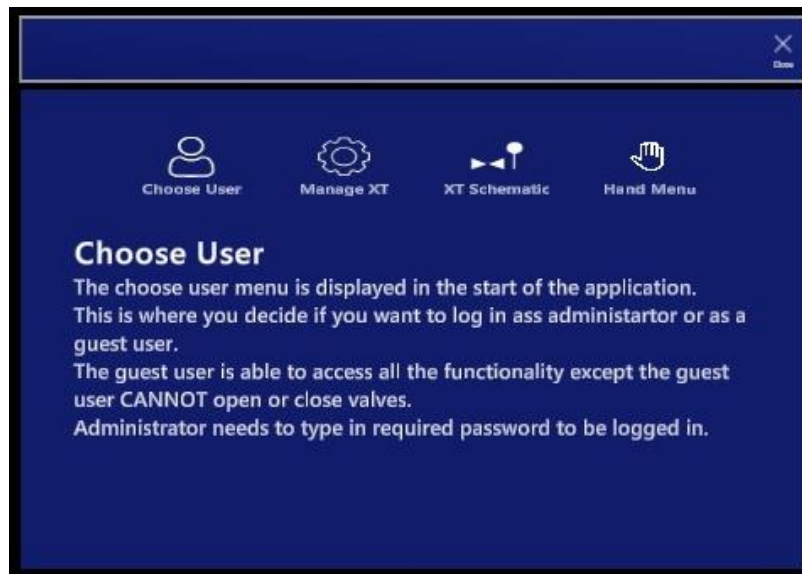 Close
Choose User Manage XT XT Schematic Hand Menu
Choose User
The choose user menu is displayed in the start of the application.
This is where you decide if you want to log in ass administartor or as a
guest user.
The guest user is able to access all the functionality except the guest
user CANNOT open or close valves.
Administrator needs to type in required password to be logged in.